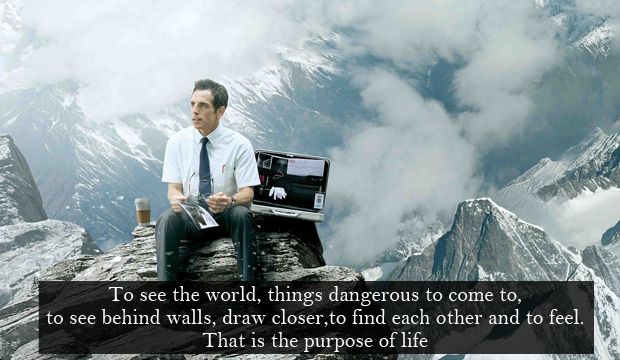 To see the world, things dangerous to come to,
to see behind walls, draw closer,to find each other and to feel.
That is the purpose of life